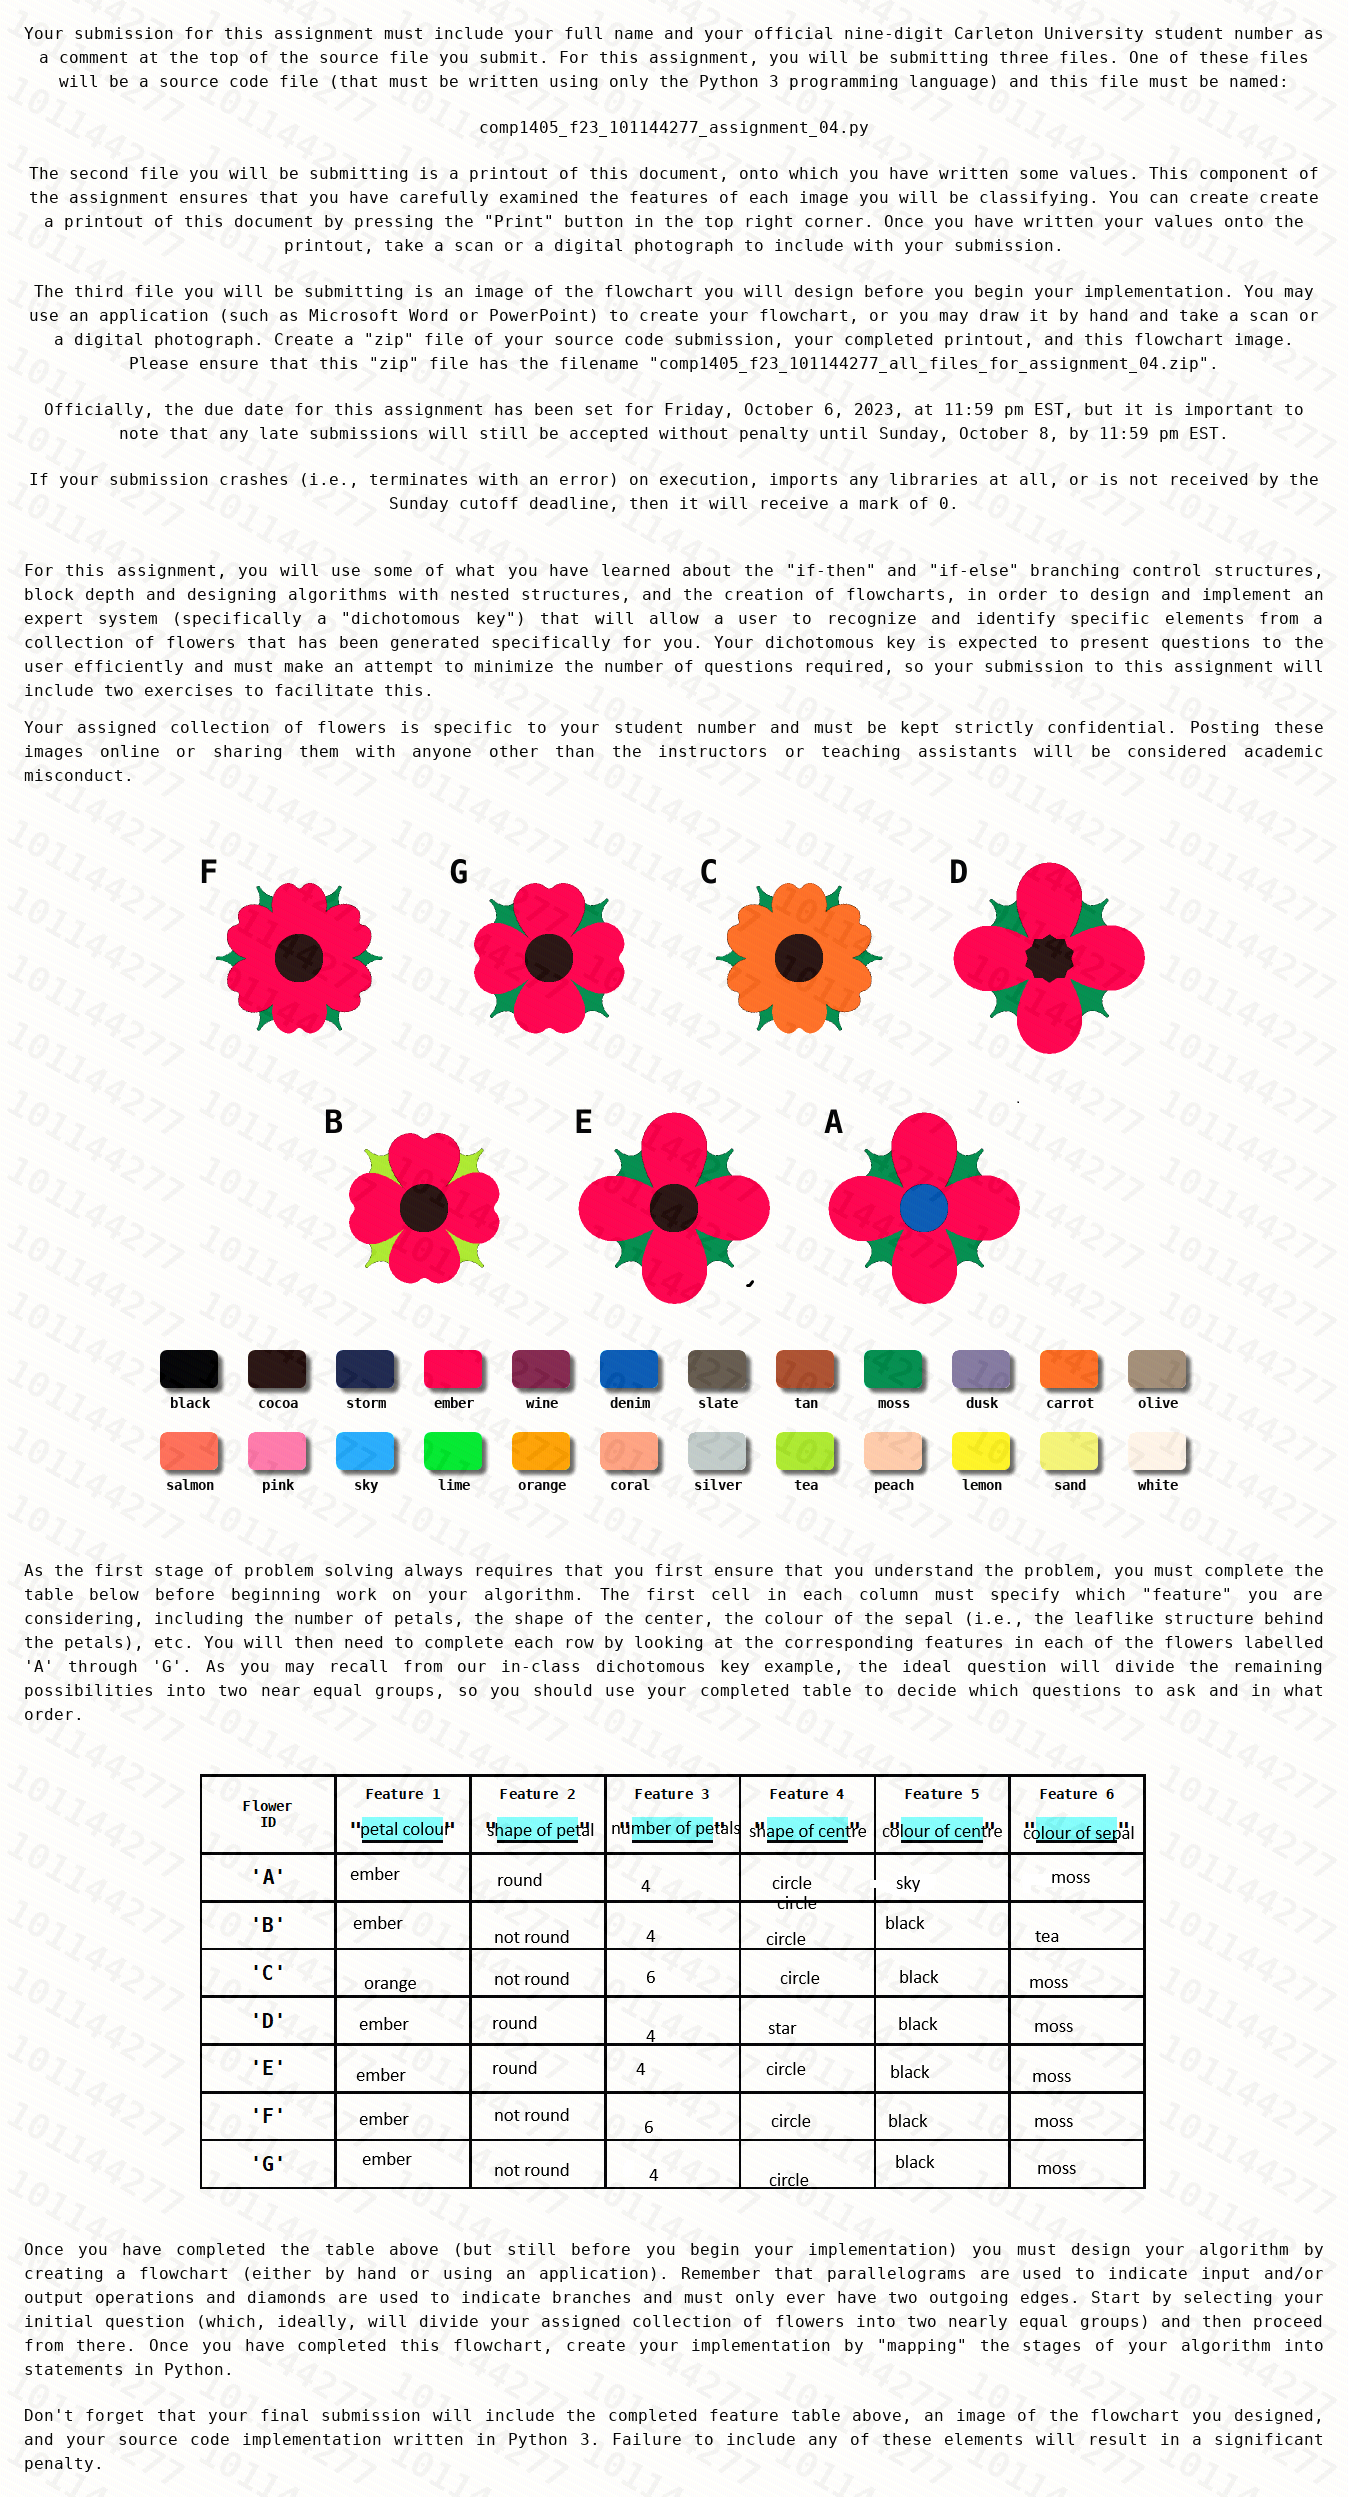 Your submission for this assignment must include your full name and your official nine-digit Carleton University student number as
a comment at the top of the source file you submit. For this assignment, you will be submitting three files. One of these files
will be a source code file (that must be written using only the Python 3 programming language) and this file must be named:
comp1405_f23_101144277_assignment_04.py
The second file you will be submitting is a printout of this document, onto which you have written some values. This component of
the assignment ensures that you have carefully examined the features of each image you will be classifying. You can create create
a printout of this document by pressing the "Print" button in the top right corner. Once you have written your values onto the
printout, take a scan or a digital photograph to include with your submission.
The third file you will be submitting is an image of the flowchart you will design before you begin your implementation. You may
use an application (such as Microsoft Word or PowerPoint) to create your flowchart, or you may draw it by hand and take a scan or
a digital photograph. Create a "zip" file of your source code submission, your completed printout, and this flowchart image.
Please ensure that this "zip" file has the filename "comp1405_f23_101144277_all_files_for_assignment_04.zip".
Officially, the due date for this assignment has been set for Friday, October 6, 2023, at 11:59 pm EST, but it is important to
note that any late submissions will still be accepted without penalty until Sunday, October 8, by 11:59 pm EST.
If your submission crashes (i.e., terminates with an error) on execution, imports any libraries at all, or is not received by the
Sunday cutoff deadline, then it will receive a mark of 0.
For this assignment, you will use some of what you have learned about the "if-then" and "if-else" branching control structures,
block depth and designing algorithms with nested structures, and the creation of flowcharts, in order to design and implement an
expert system (specifically a "dichotomous key") that will allow a user to recognize and identify specific elements from a
collection of flowers that has been generated specifically for you. Your dichotomous key is expected to present questions to the
user efficiently and must make an attempt to minimize the number of questions required, so your submission to this assignment will
include two exercises to facilitate this.
Your assigned collection of flowers is specific to your student number and must be kept strictly confidential. Posting these
images online or sharing them with anyone other than the instructors or teaching assistants will be considered academic
misconduct.
F G C D
B E A
black cocoa storm ember wine denim slate tan moss dusk carrot olive
salmon pink sky lime orange coral silver tea peach lemon sand white
As the first stage of problem solving always requires that you first ensure that you understand the problem, you must complete the
table below before beginning work on your algorithm. The first cell in each column must specify which "feature" you are
considering, including the number of petals, the shape of the center, the colour of the sepal (i.e., the leaflike structure behind
the petals), etc. You will then need to complete each row by looking at the corresponding features in each of the flowers labelled
'A' through 'G'. As you may recall from our in-class dichotomous key example, the ideal question will divide the remaining
possibilities into two near equal groups, so you should use your completed table to decide which questions to ask and in what
order.
Flower ID Feature 1 Feature 2 Feature 3 Feature 4 Feature 5 Feature 6
"petal colour" "shape of petal" "number of petals" "shape of centre" "colour of centre" "colour of sepal"
'A' ember round 4 circle sky moss
circle
'B' ember not round 4 circle black tea
'C' orange not round 6 circle black moss
'D' ember round 4 star black moss
'E' ember round 4 circle black moss
'F' ember not round 6 circle black moss
'G' ember not round 4 circle black moss
Once you have completed the table above (but still before you begin your implementation) you must design your algorithm by
creating a flowchart (either by hand or using an application). Remember that parallelograms are used to indicate input and/or
output operations and diamonds are used to indicate branches and must only ever have two outgoing edges. Start by selecting your
initial question (which, ideally, will divide your assigned collection of flowers into two nearly equal groups) and then proceed
from there. Once you have completed this flowchart, create your implementation by "mapping" the stages of your algorithm into
statements in Python.
Don't forget that your final submission will include the completed feature table above, an image of the flowchart you designed,
and your source code implementation written in Python 3. Failure to include any of these elements will result in a significant
penalty.